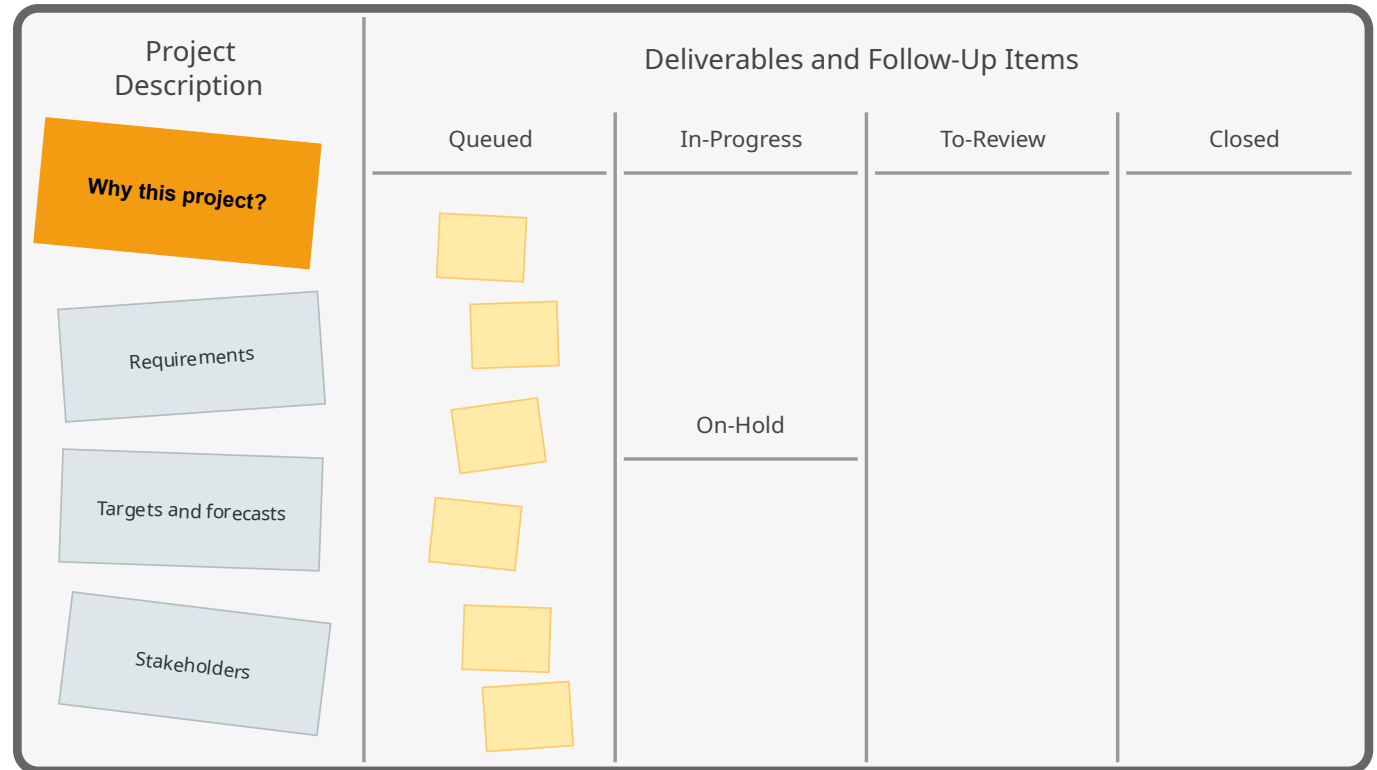 Project
Description
Deliverables and Follow-Up Items
Queued
In-Progress
To-Review
Closed
Why this project?
Requirements
On-Hold
Targets and forecasts
Stakeholders